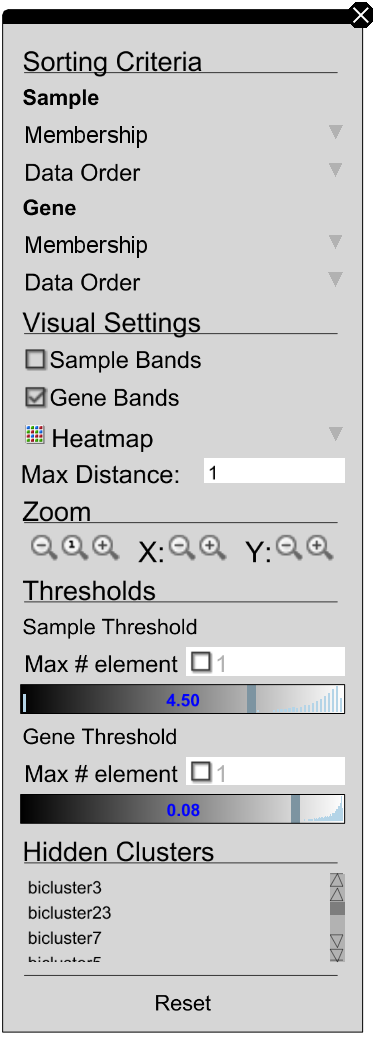 Sorting Criteria
Sample
Membership
Data Order
Gene
Membership
Data Order
Visual Settings
Sample Bands
Gene Bands
Heatmap
Max Distance: 1
Zoom
1 X: Y:
Thresholds
Sample Threshold
Max # element 1
4.50
Gene Threshold
Max # element 1
0.08
Hidden Clusters
bicluster3
bicluster23
bicluster7
bicluster5
Reset